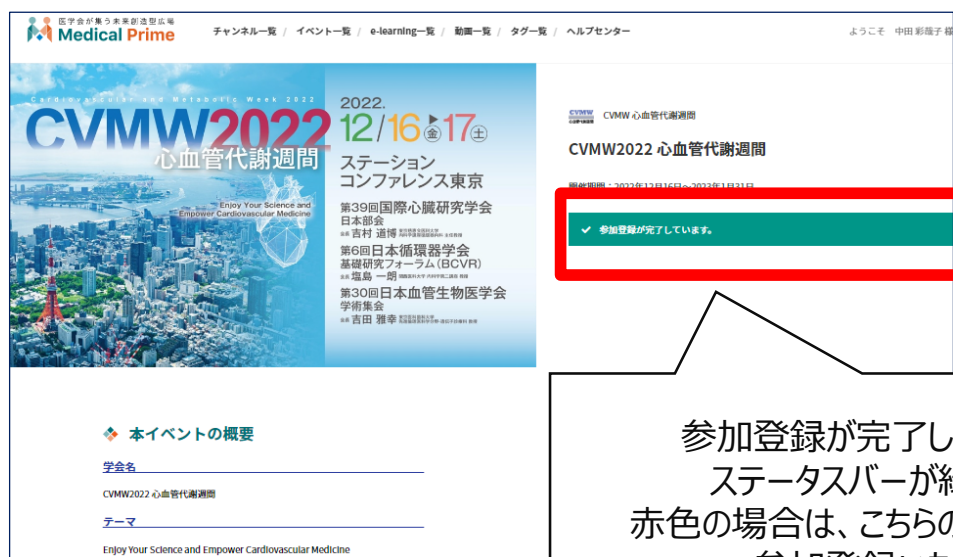 医学会が集う未来創造型広場
Medical Prime
チャンネル一覧 / イベント一覧 / e-learning一覧 / 動画一覧 / タグ一覧 / ヘルプセンター
ようこそ 中田 彩哉子 様
Cardiovascular and Metabolic Week 2022
CVMW2022
心血管代謝週間
Enjoy Your Science and
Empower Cardiovascular Medicine
2022.
12/16金▶17土
ステーション
コンファレンス東京
第39回国際心臓研究学会
日本部会
会長 吉村 道博
第6回日本循環器学会
基礎研究フォーラム(BCVR)
会長 塩島 一朗
第30回日本血管生物医学会
学術集会
会長 吉田 雅幸
CVMW 心血管代謝週間
CVMW2022 心血管代謝週間
開催期間：2022年12月16日～2023年1月31日
✓ 参加登録が完了しています。
参加登録が完了し
ステータスバーが
赤色の場合は、こちらの
本イベントの概要
学会名
CVMW2022 心血管代謝週間
テーマ
Enjoy Your Science and Empower Cardiovascular Medicine